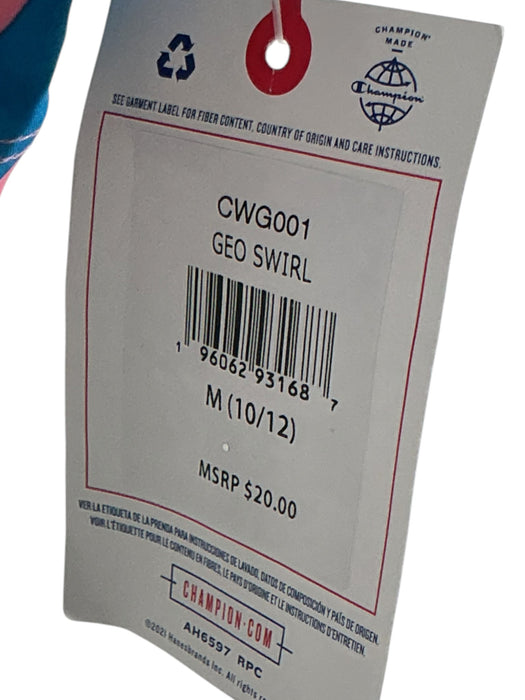 CHAMPION®
MADE
Champion
SEE GARMENT LABEL FOR FIBER CONTENT, COUNTRY OF ORIGIN AND CARE INSTRUCTIONS.
CWG001
GEO SWIRL
1 96062 93168 7
M (10/12)
MSRP $20.00
VER LA ETIQUETA DE LA PRENDA PARA INSTRUCCIONES DE LAVADO, DATOS DE COMPOSICIÓN Y PAÍS DE ORIGEN.
VOIR L'ÉTIQUETTE POUR LE CONTENU EN FIBRES, LE PAYS D'ORIGINE ET LE INSTRUCTIONS D'ENTRETIEN.
CHAMPION.COM
AH6597 RPC
©2021 Hanesbrands Inc. All rights